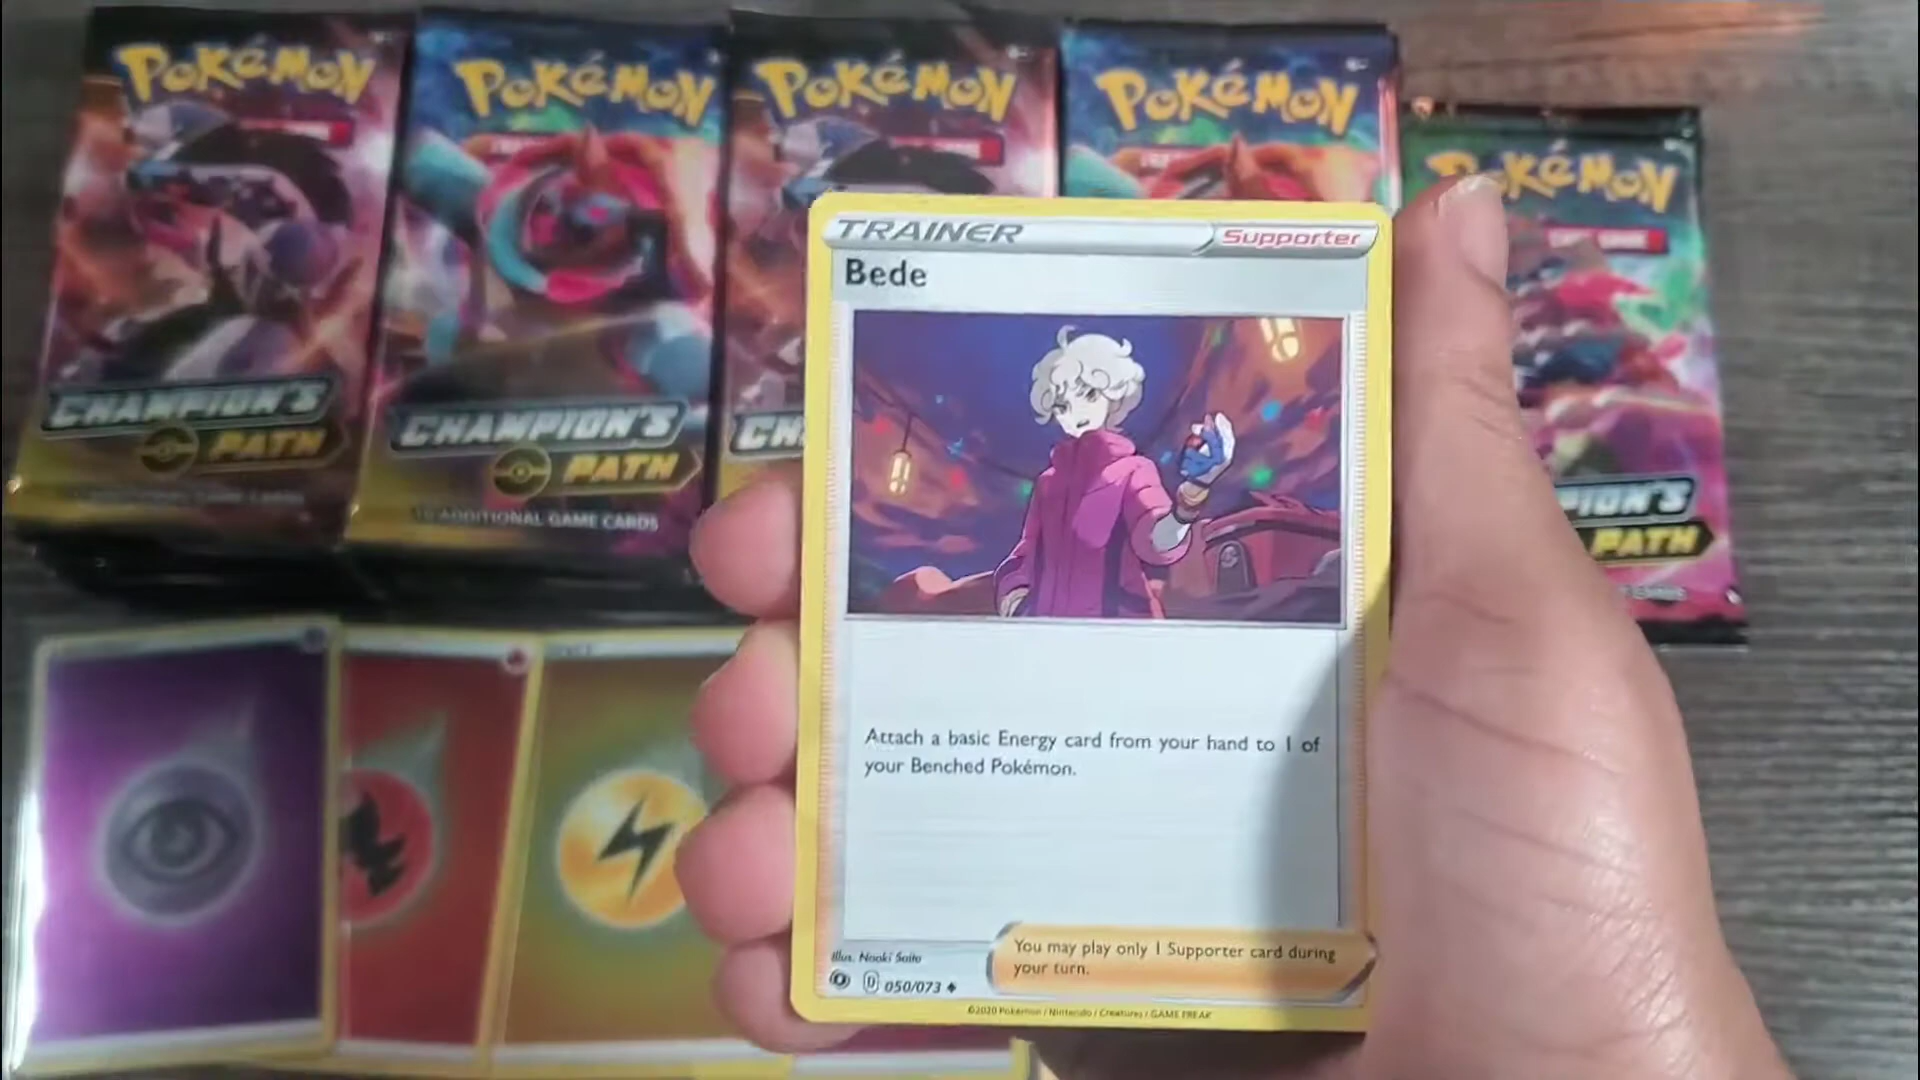 POKÉMON
POKÉMON
POKÉMON
POKÉMON
POKÉMON
CHAMPION'S
PATH
CHAMPION'S
PATH
10 ADDITIONAL GAME CARDS
PATH
TRAINER
Supporter
Bede
Attach a basic Energy card from your hand to 1 of
your Benched Pokémon.
You may play only 1 Supporter card during
your turn.
Illus. Naoki Saito
D 050/073
©2020 Pokémon / Nintendo / Creatures / GAME FREAK